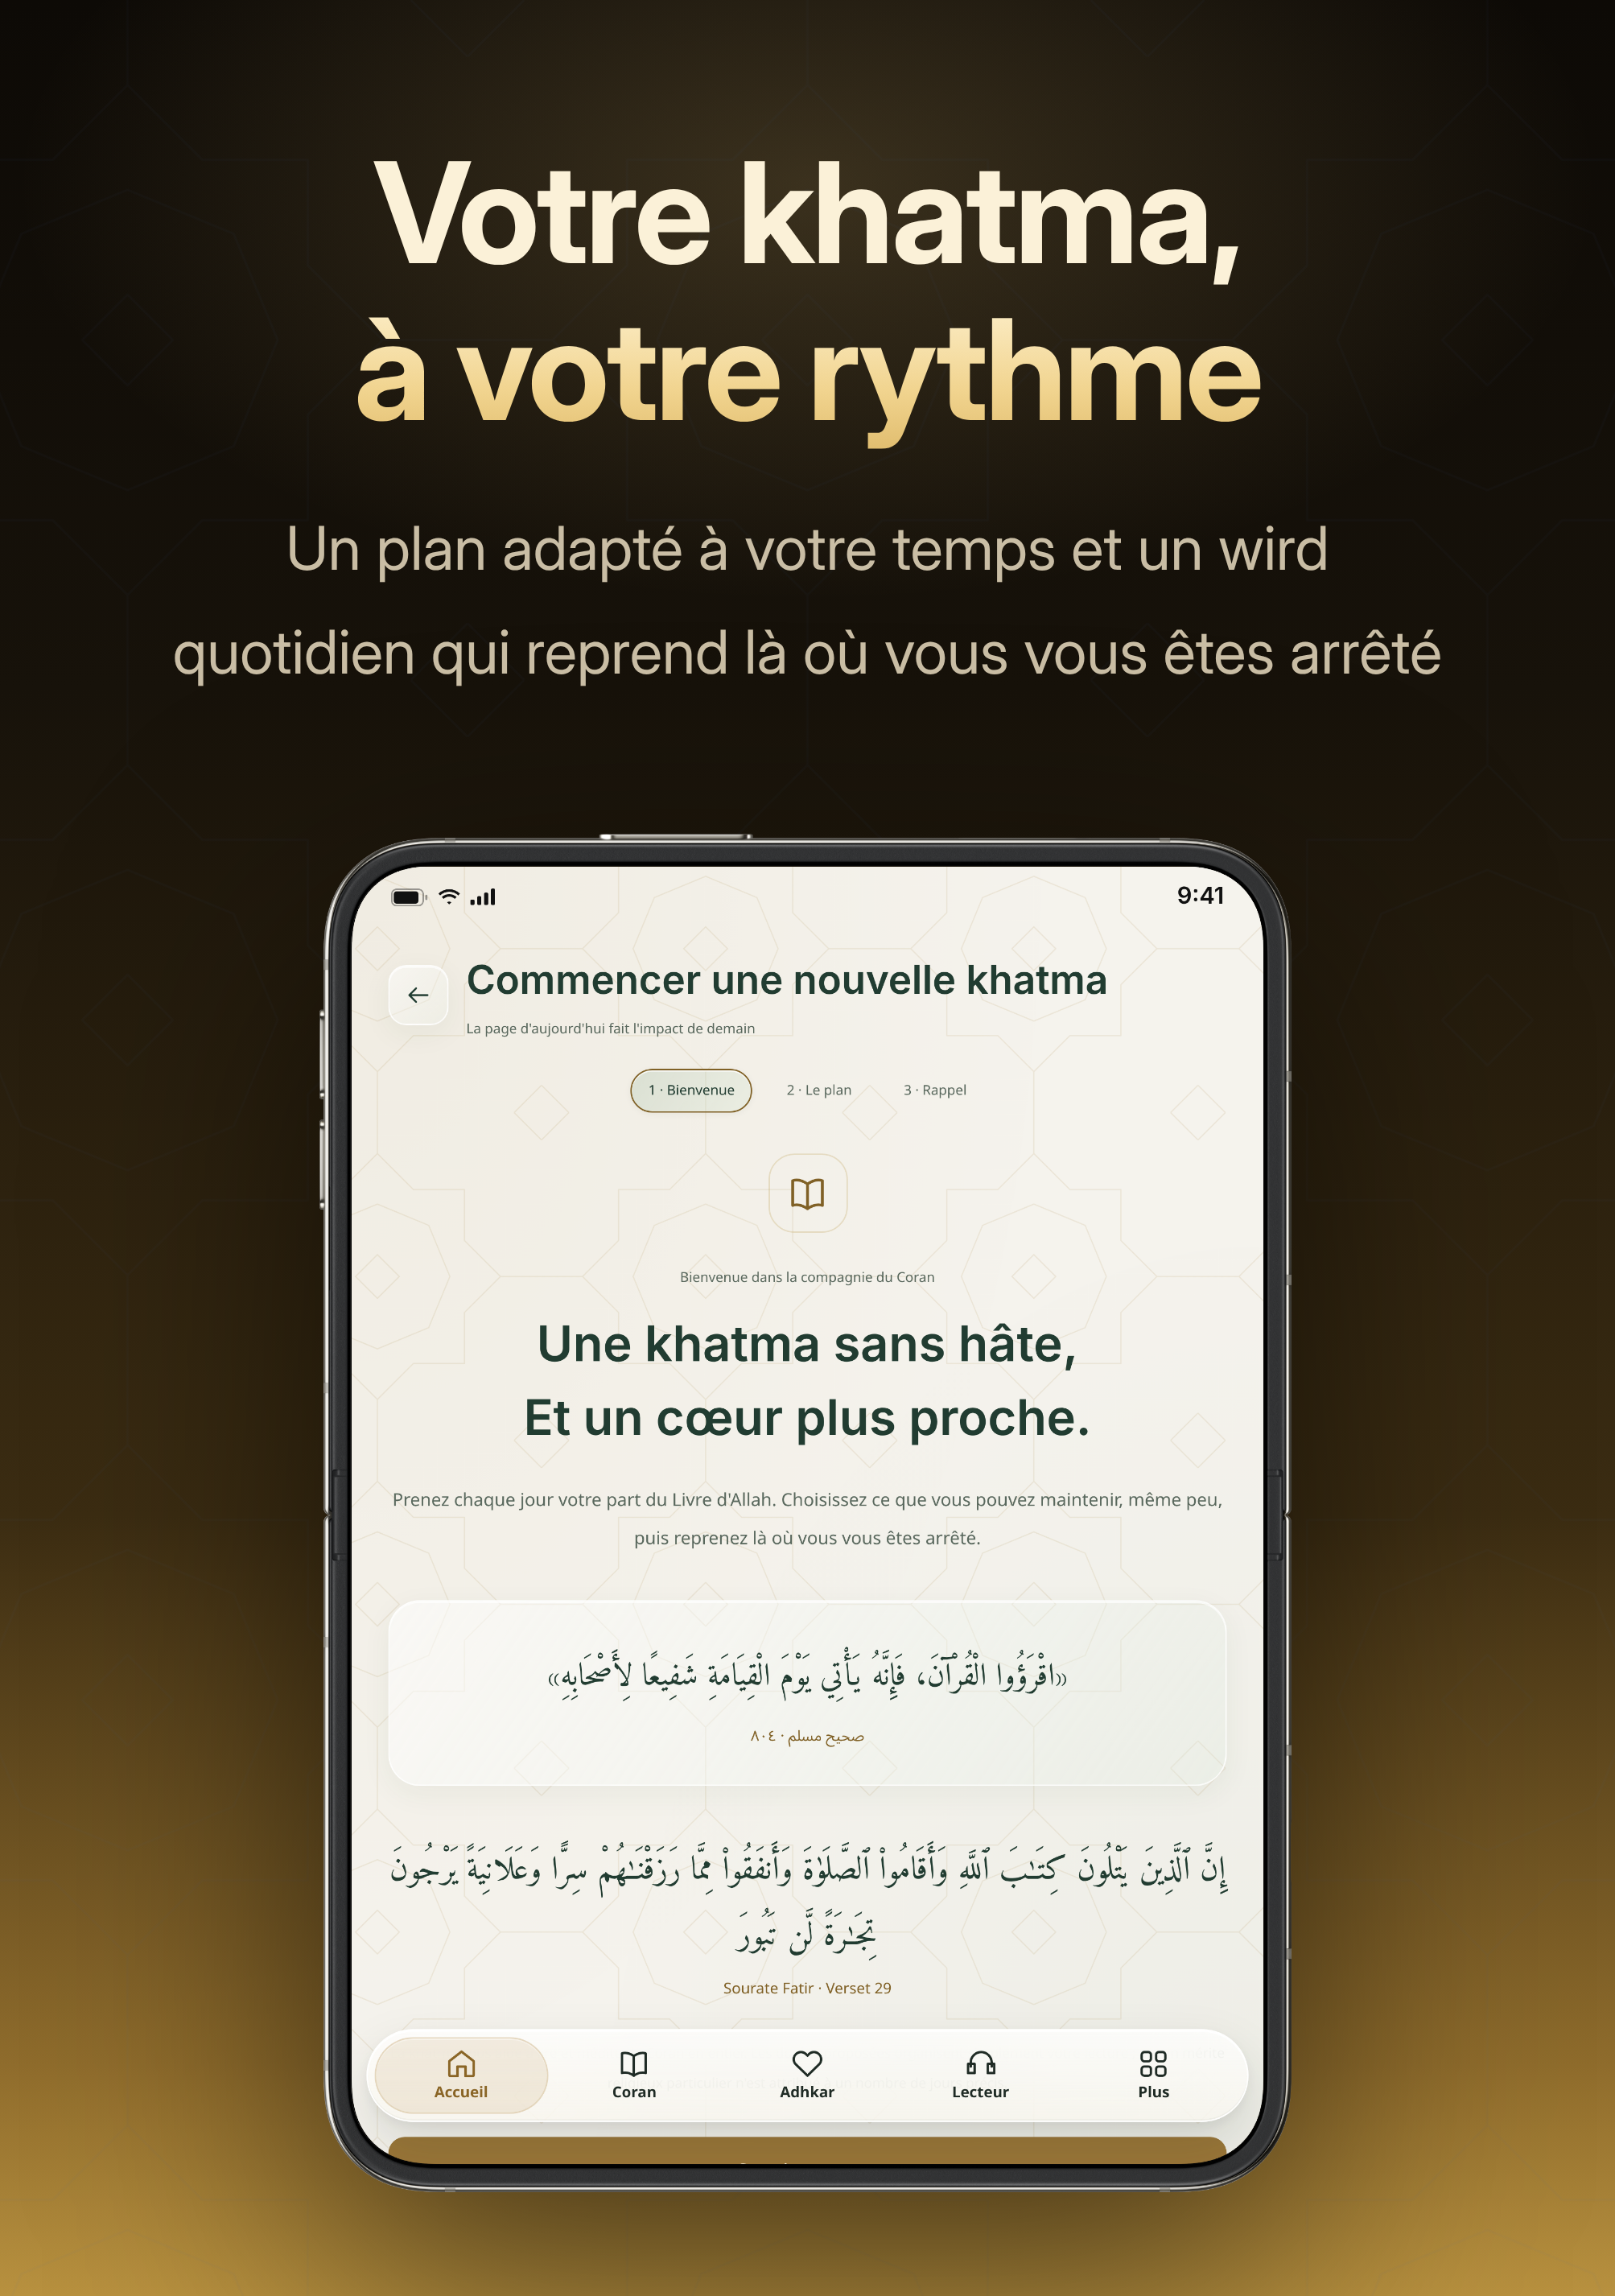 Votre khatma,
à votre rythme
Un plan adapté à votre temps et un wird
quotidien qui reprend là où vous vous êtes arrêté
9:41
Commencer une nouvelle khatma
La page d'aujourd'hui fait l'impact de demain
1 · Bienvenue 2 · Le plan 3 · Rappel
Bienvenue dans la compagnie du Coran
Une khatma sans hâte,
Et un cœur plus proche.
Prenez chaque jour votre part du Livre d'Allah. Choisissez ce que vous pouvez maintenir, même peu,
puis reprenez là où vous vous êtes arrêté.
((اقْرَؤُوا الْقُرْآنَ، فَإِنَّهُ يَأْتِي يَوْمَ الْقِيَامَةِ شَفِيعًا لِأَصْحَابِهِ))
صحيح مسلم · ٨٠٤
إِنَّ ٱلَّذِينَ يَتْلُونَ كِتَـٰبَ ٱللَّهِ وَأَقَامُوا۟ ٱلصَّلَوٰةَ وَأَنفَقُوا۟ مِمَّا رَزَقْنَـٰهُمْ سِرًّا وَعَلَانِيَةً يَرْجُونَ
تِجَـٰرَةً لَّن تَبُورَ
Sourate Fatir · Verset 29
Accueil Coran Adhkar Lecteur Plus